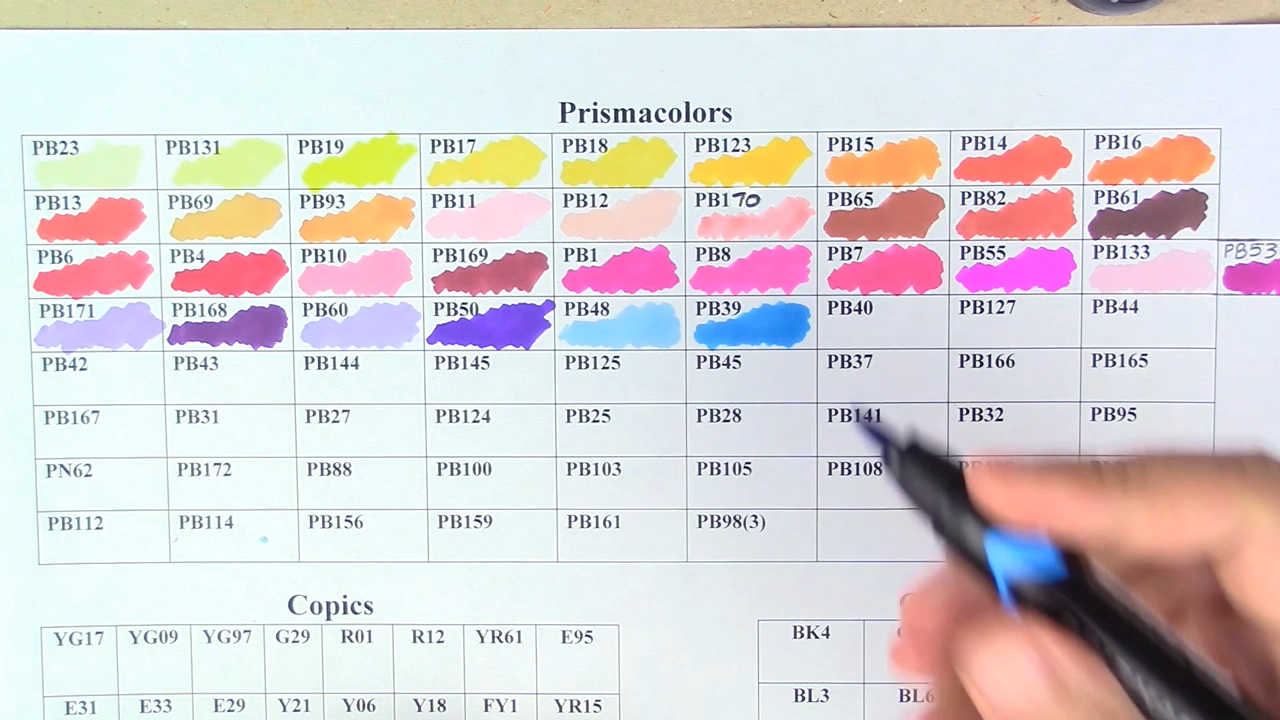 Prismacolors
PB23 PB131 PB19 PB17 PB18 PB123 PB15 PB14 PB16
PB13 PB69 PB93 PB11 PB12 PB170 PB65 PB82 PB61
PB6 PB4 PB10 PB169 PB1 PB8 PB7 PB55 PB133 PB53
PB171 PB168 PB60 PB50 PB48 PB39 PB40 PB127 PB44
PB42 PB43 PB144 PB145 PB125 PB45 PB37 PB166 PB165
PB167 PB31 PB27 PB124 PB25 PB28 PB141 PB32 PB95
PN62 PB172 PB88 PB100 PB103 PB105 PB108
PB112 PB114 PB156 PB159 PB161 PB98(3)
Copics
YG17 YG09 YG97 G29 R01 R12 YR61 E95 BK4
E31 E33 E29 Y21 Y06 Y18 FY1 YR15 BL3 BL6